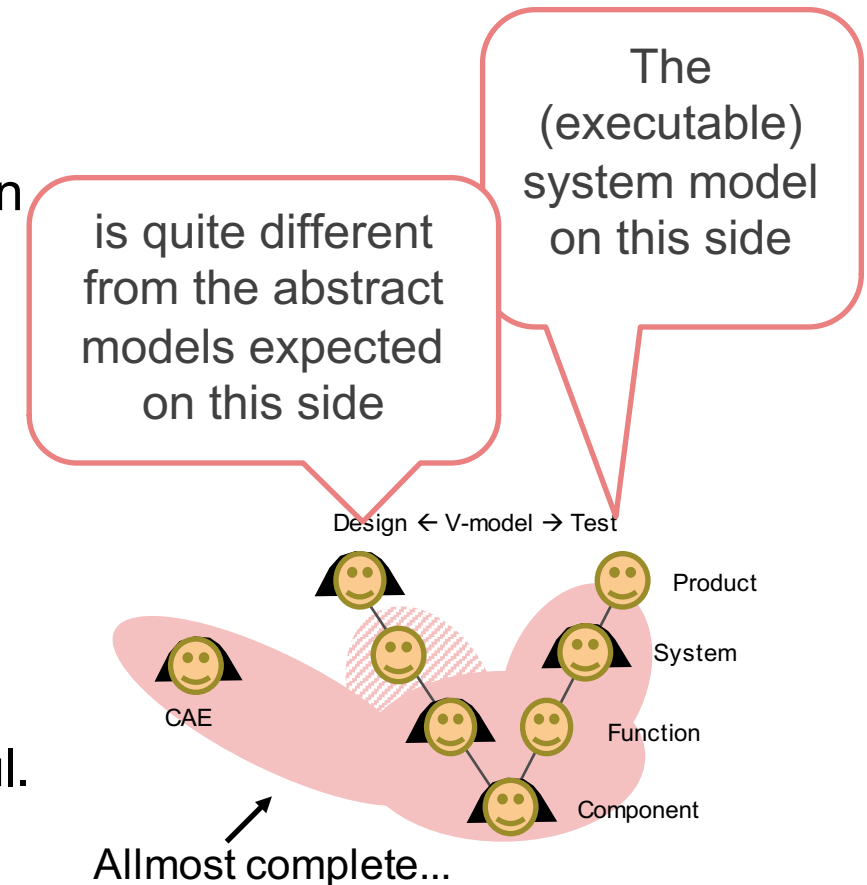 The
(executable)
system model
on this side
is quite different
from the abstract
models expected
on this side
Design ← V-model → Test
Product
System
CAE
Function
Component
Allmost complete...